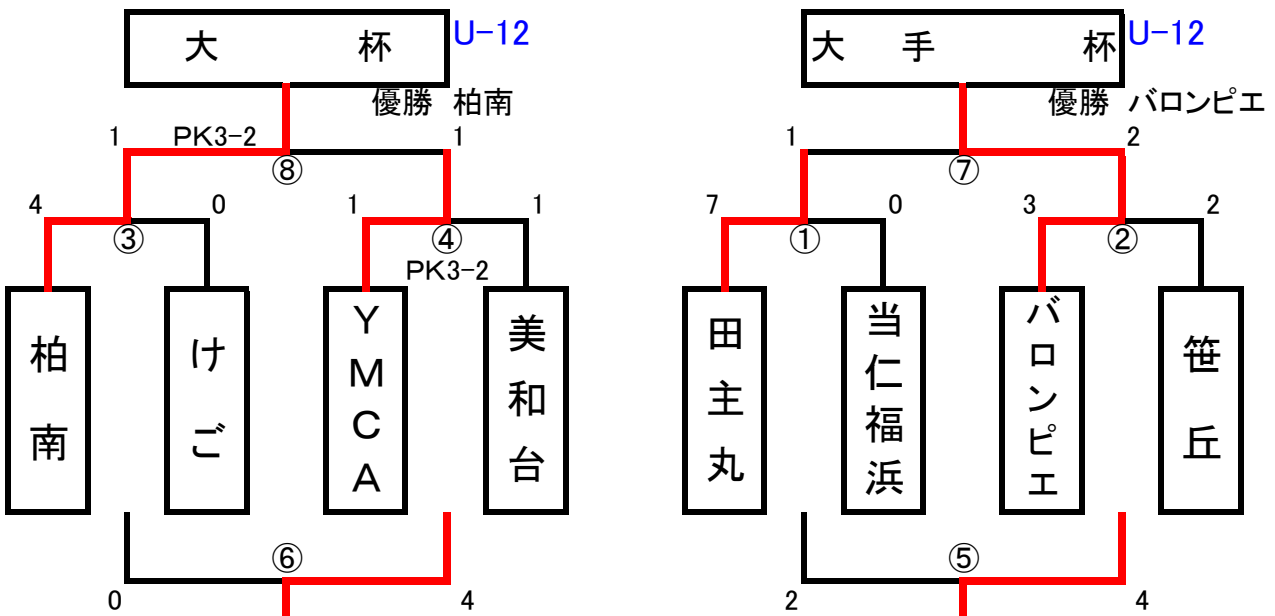 大 杯 U-12
優勝 柏南
1 PK3-2 1
⑧
4 0 1 1
③ ④
PK3-2
柏南
けご
YMCA
美和台
⑥
0 4
大手 杯 U-12
優勝 バロンピエ
1 2
⑦
7 0 3 2
① ②
田主丸
当仁福浜
バロンピエ
笹丘
⑤
2 4